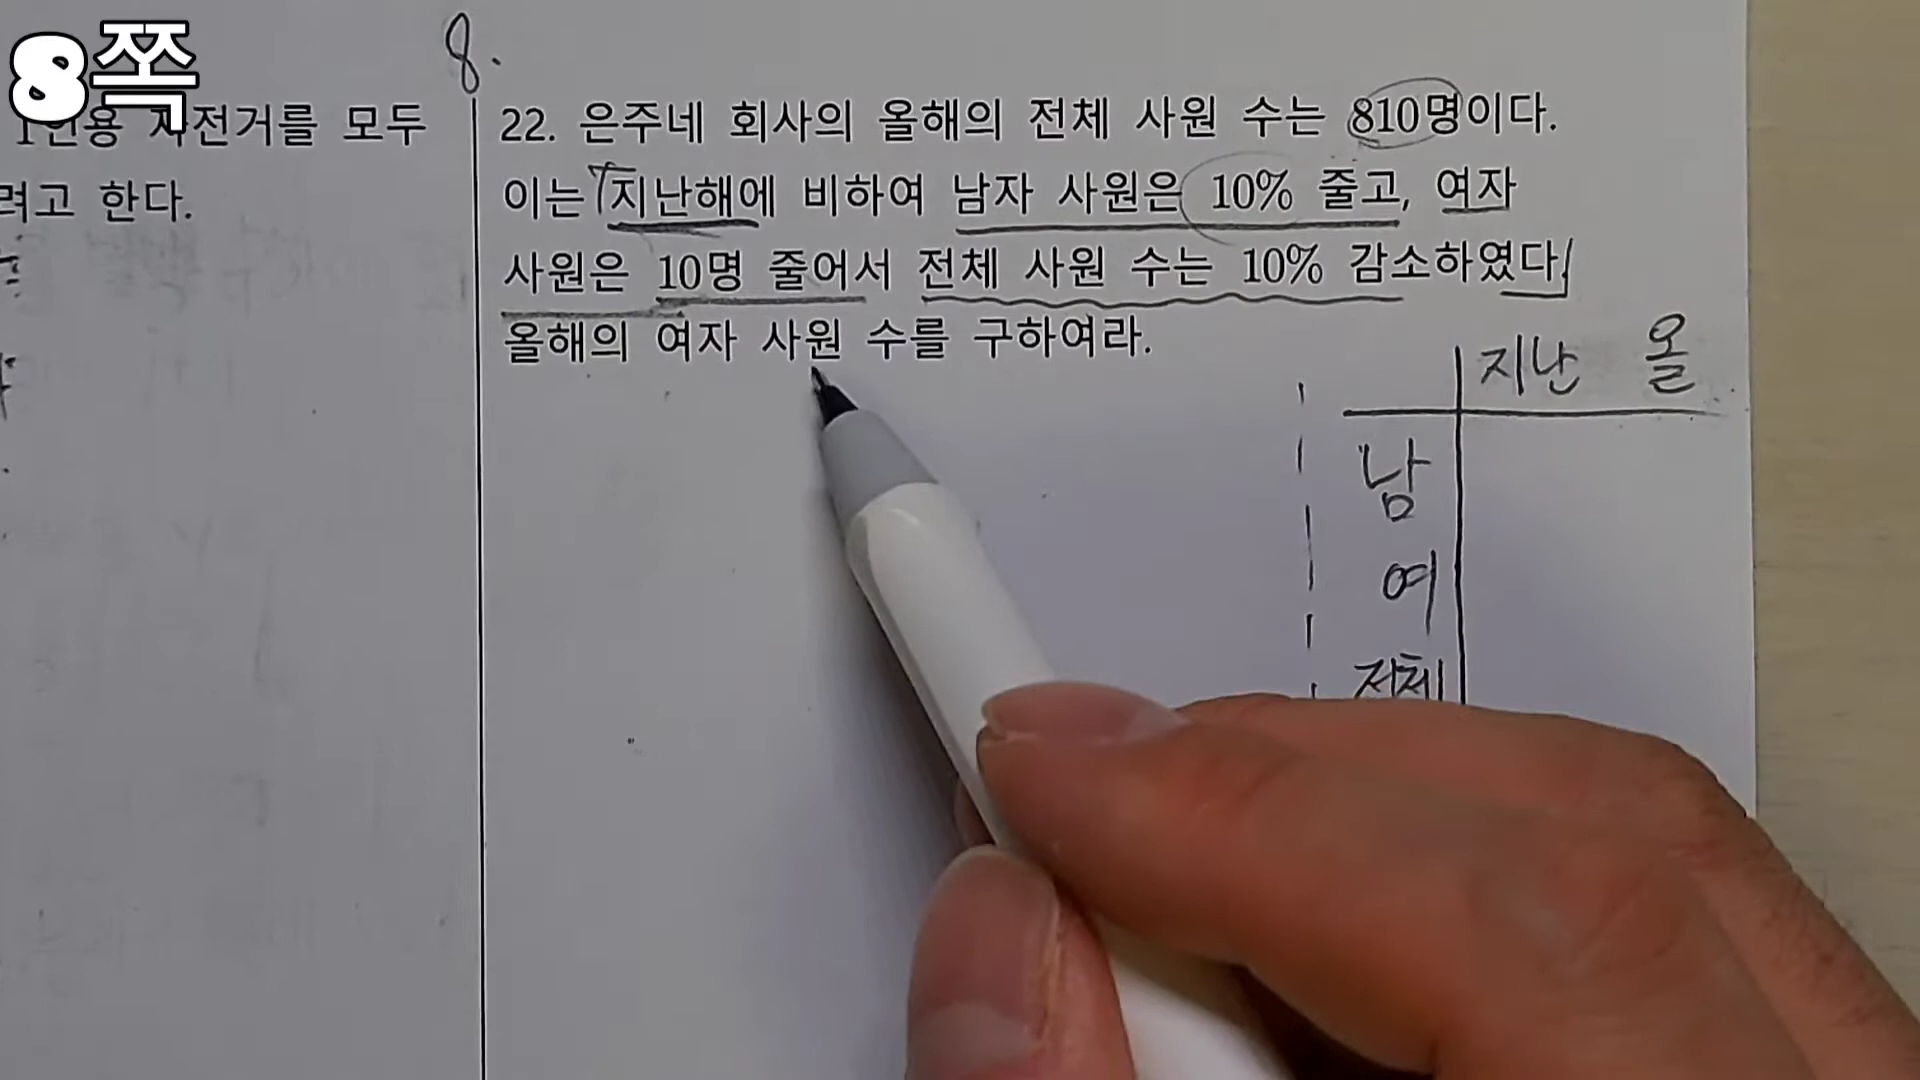 8쪽
8.
1인용 자전거를 모두
려고 한다.
22. 은주네 회사의 올해의 전체 사원 수는 810명이다.
이는 지난해에 비하여 남자 사원은 10% 줄고, 여자
사원은 10명 줄어서 전체 사원 수는 10% 감소하였다.
올해의 여자 사원 수를 구하여라.
지난 올
남
여
전체